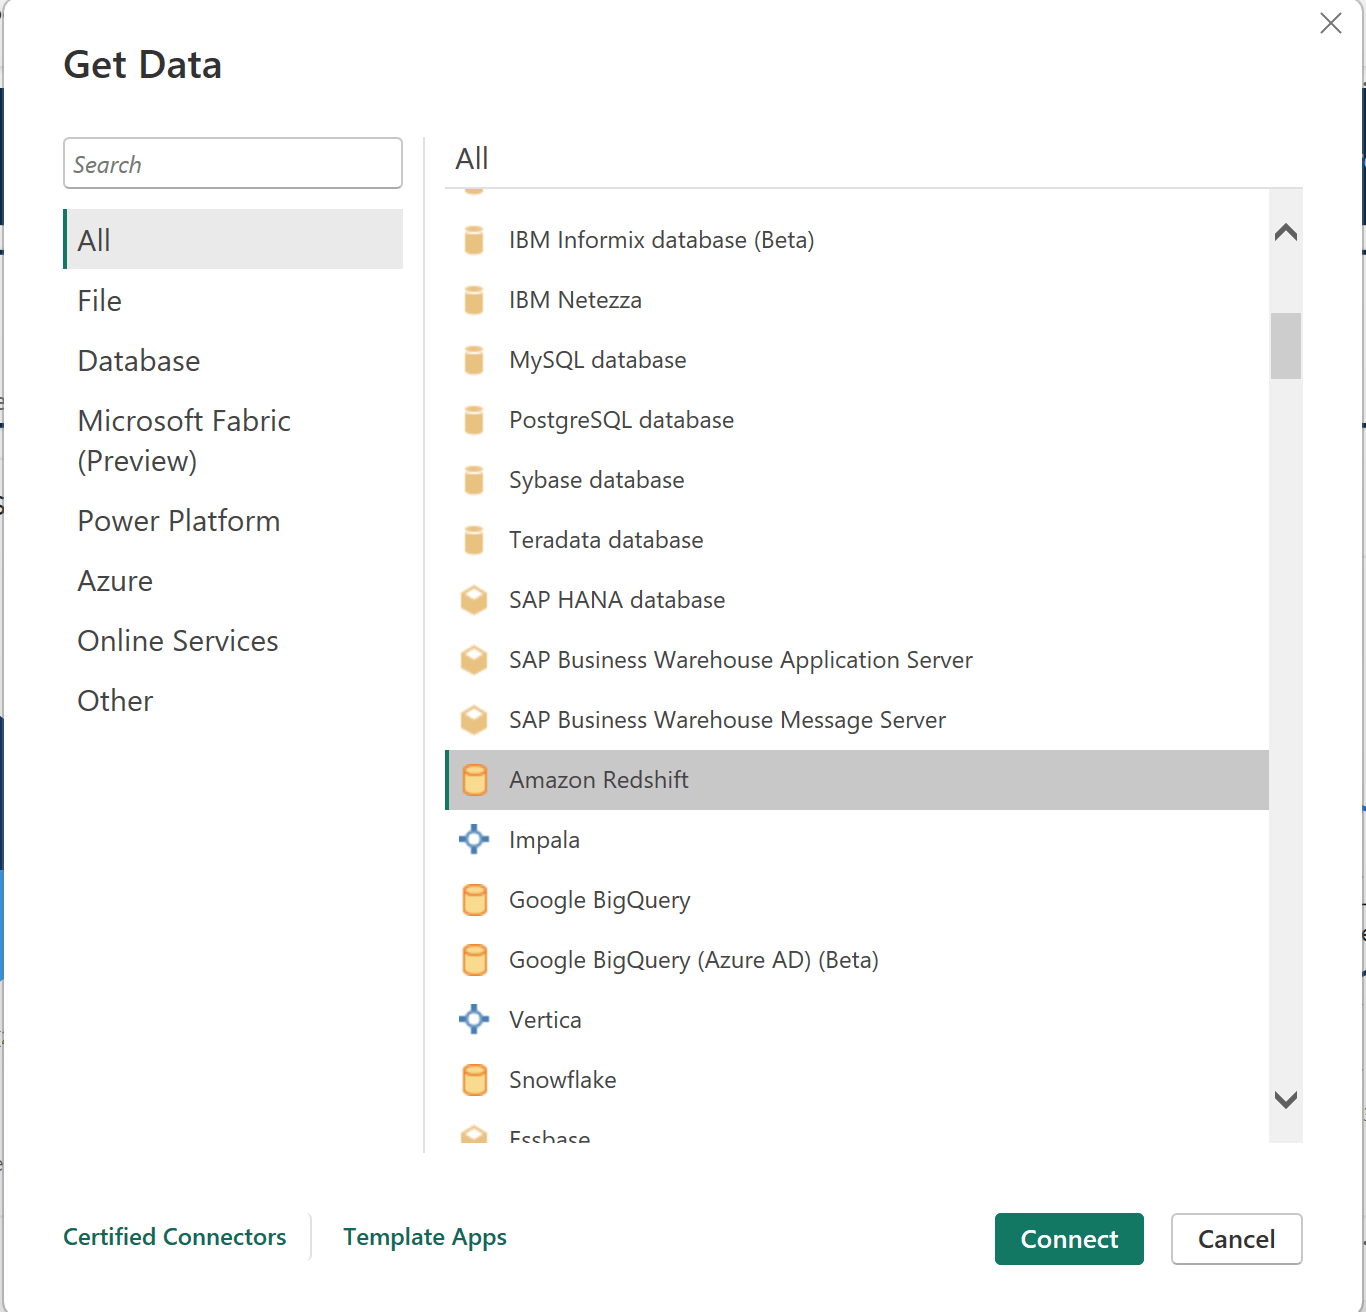 Get Data
Search
All
File
Database
Microsoft Fabric
(Preview)
Power Platform
Azure
Online Services
Other
All
IBM Informix database (Beta)
IBM Netezza
MySQL database
PostgreSQL database
Sybase database
Teradata database
SAP HANA database
SAP Business Warehouse Application Server
SAP Business Warehouse Message Server
Amazon Redshift
Impala
Google BigQuery
Google BigQuery (Azure AD) (Beta)
Vertica
Snowflake
Essbase
Certified Connectors
Template Apps
Connect
Cancel